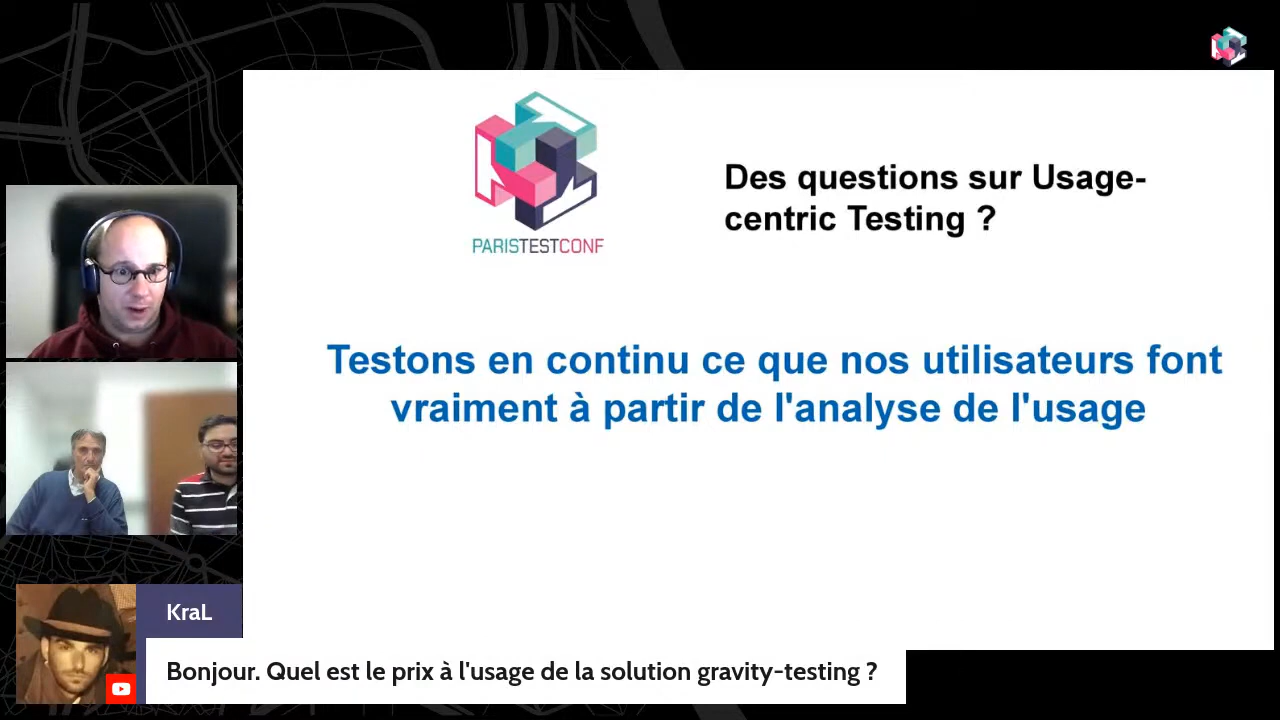 PARISTESTCONF
Des questions sur Usage-
centric Testing ?
Testons en continu ce que nos utilisateurs font
vraiment à partir de l'analyse de l'usage
KraL
Bonjour. Quel est le prix à l'usage de la solution gravity-testing ?